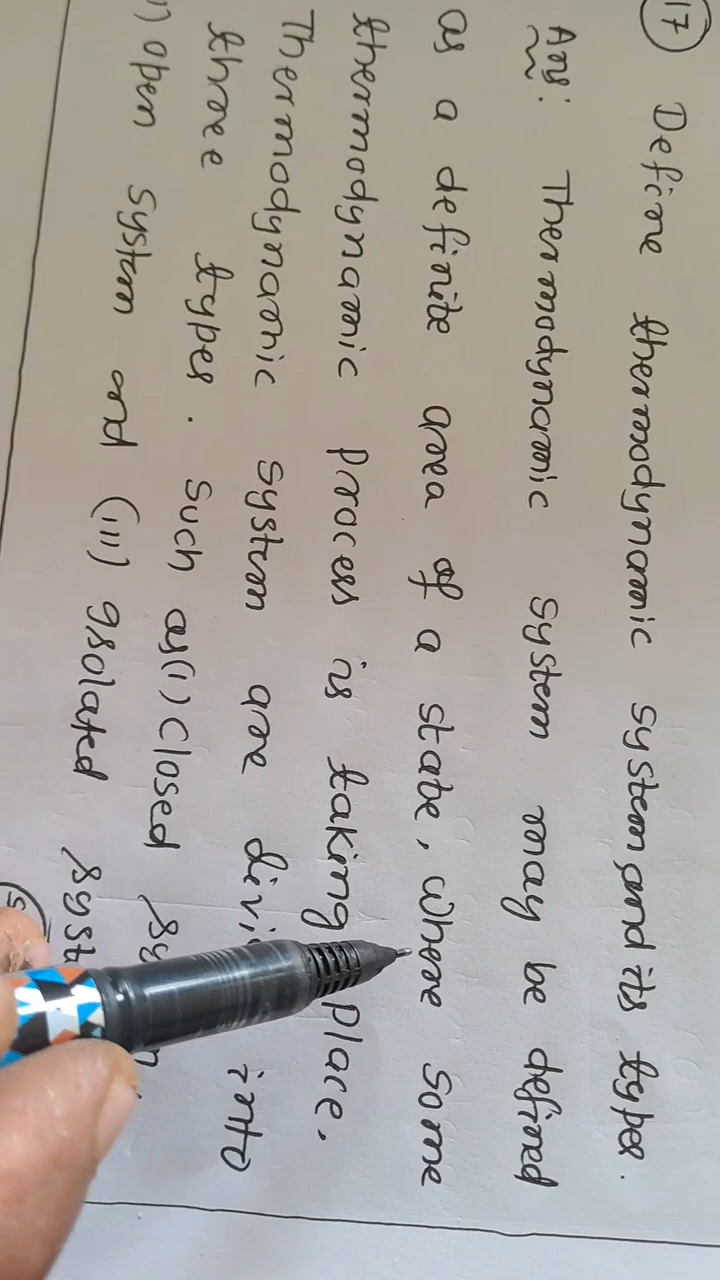 17 Define thermodynamic system and its types.
Ans: Thermodynamic system may be defined
as a definite area of a state, where some
thermodynamic process is taking place.
Thermodynamic system are into
three types. Such as (i) Closed
open system and (iii) Isolated